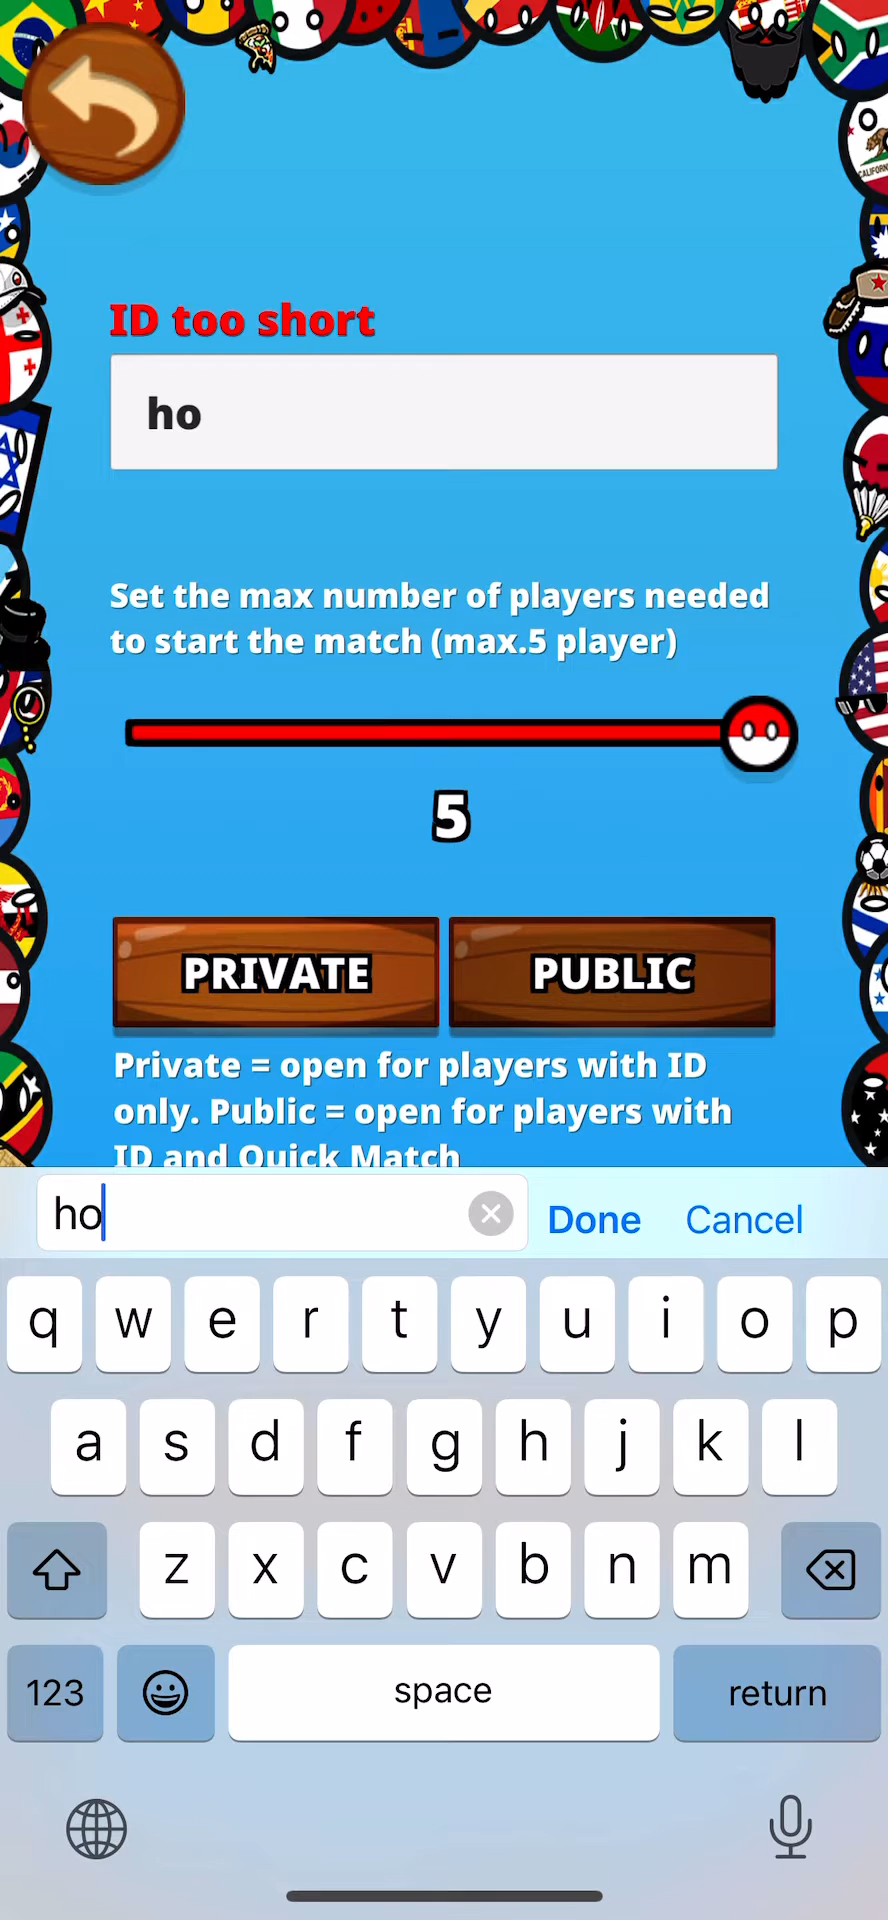 ID too short
ho
Set the max number of players needed
to start the match (max.5 player)
5
PRIVATE PUBLIC
Private = open for players with ID
only. Public = open for players with
ID and Quick Match
ho Done Cancel
q w e r t y u i o p
a s d f g h j k l
z x c v b n m
123 space return